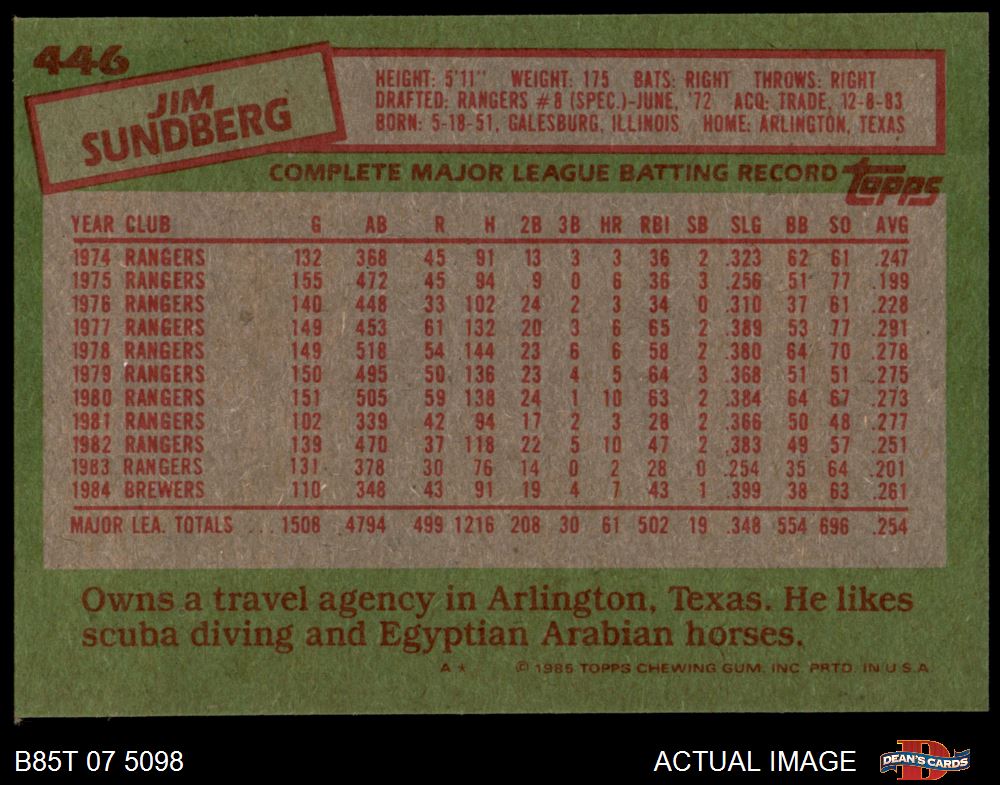 446
JIM
SUNDBERG
HEIGHT: 5'11" WEIGHT: 175 BATS: RIGHT THROWS: RIGHT
DRAFTED: RANGERS #8 (SPEC.)-JUNE, '72 ACQ: TRADE, 12-8-83
BORN: 5-18-51, GALESBURG, ILLINOIS HOME: ARLINGTON, TEXAS
COMPLETE MAJOR LEAGUE BATTING RECORD topps
YEAR CLUB G AB R H 2B 3B HR RBI SB SLG BB SO AVG
1974 RANGERS 132 368 45 91 13 3 3 36 2 .323 62 61 .247
1975 RANGERS 155 472 45 94 9 0 6 36 3 .256 51 77 .199
1976 RANGERS 140 448 33 102 24 2 3 34 0 .310 37 61 .228
1977 RANGERS 149 453 61 132 20 3 6 65 2 .389 53 77 .291
1978 RANGERS 149 518 54 144 23 6 6 58 2 .380 64 70 .278
1979 RANGERS 150 495 50 136 23 4 5 64 3 .368 51 51 .275
1980 RANGERS 151 505 59 138 24 1 10 63 2 .384 64 67 .273
1981 RANGERS 102 339 42 94 17 2 3 28 2 .366 50 48 .277
1982 RANGERS 139 470 37 118 22 5 10 47 2 .383 49 57 .251
1983 RANGERS 131 378 30 76 14 0 2 28 0 .254 35 64 .201
1984 BREWERS 110 348 43 91 19 4 7 43 1 .399 38 63 .261
MAJOR LEA. TOTALS ... 1508 4794 499 1216 208 30 61 502 19 .348 554 696 .254
Owns a travel agency in Arlington, Texas. He likes
scuba diving and Egyptian Arabian horses.
A * © 1985 TOPPS CHEWING GUM, INC. PRTD. IN U.S.A.
B85T 07 5098 ACTUAL IMAGE D DEAN'S CARDS